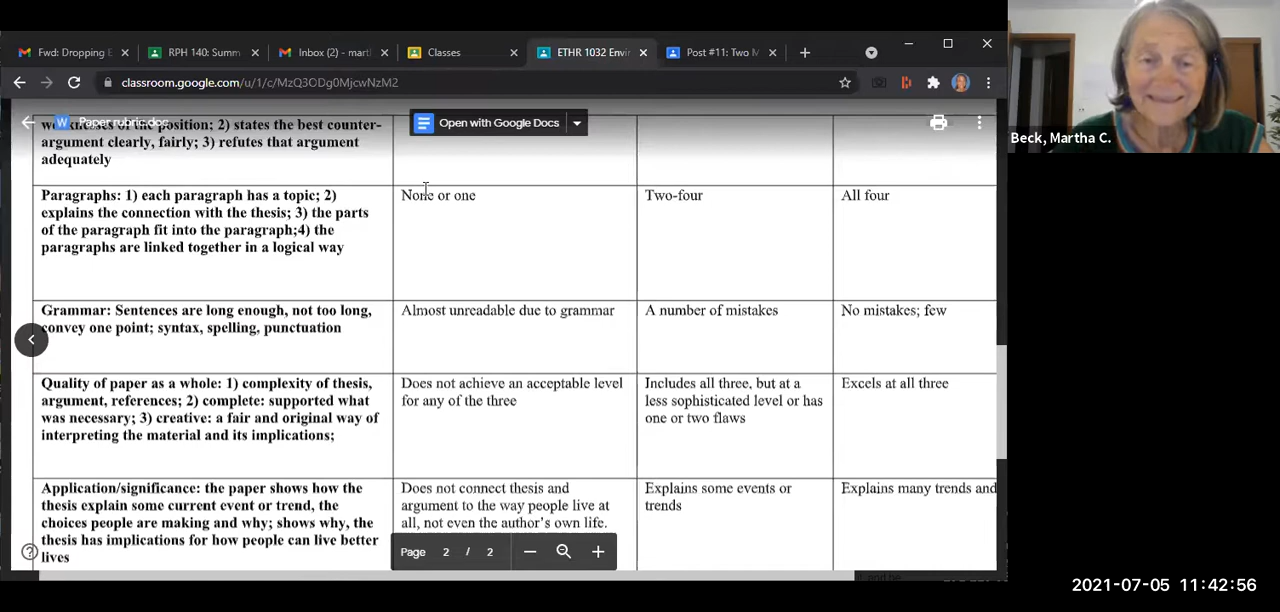 Fwd: Dropping E
RPH 140: Summ
Inbox (2) - mart
Classes
ETHR 1032 Envi
Post #11: Two M
classroom.google.com/u/1/c/MzQ3ODg0MjcwNzM2
Paper rubric.doc
Open with Google Docs
Beck, Martha C.
weaknesses of the position; 2) states the best counter-
argument clearly, fairly; 3) refutes that argument
adequately
Paragraphs: 1) each paragraph has a topic; 2)
explains the connection with the thesis; 3) the parts
of the paragraph fit into the paragraph;4) the
paragraphs are linked together in a logical way
None or one
Two-four
All four
Grammar: Sentences are long enough, not too long,
convey one point; syntax, spelling, punctuation
Almost unreadable due to grammar
A number of mistakes
No mistakes; few
Quality of paper as a whole: 1) complexity of thesis,
argument, references; 2) complete: supported what
was necessary; 3) creative: a fair and original way of
interpreting the material and its implications;
Does not achieve an acceptable level
for any of the three
Includes all three, but at a
less sophisticated level or has
one or two flaws
Excels at all three
Application/significance: the paper shows how the
thesis explain some current event or trend, the
choices people are making and why; shows why, the
thesis has implications for how people can live better
lives
Does not connect thesis and
argument to the way people live at
all, not even the author's own life.
Explains some events or
trends
Explains many trends and
Page 2 / 2
2021-07-05 11:42:56